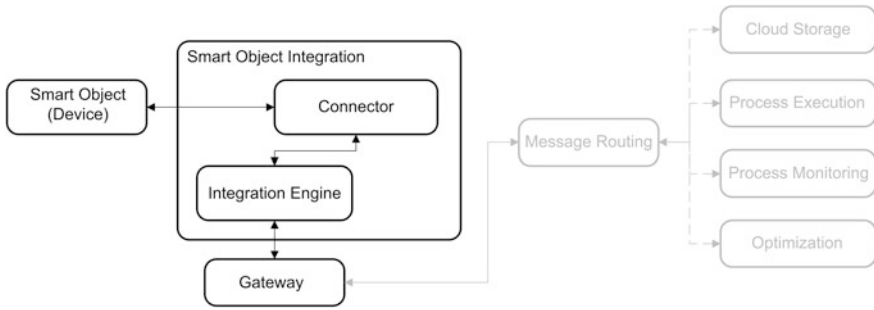 Smart Object Integration
Smart Object
(Device)
Connector
Integration Engine
Gateway
Message Routing
Cloud Storage
Process Execution
Process Monitoring
Optimization